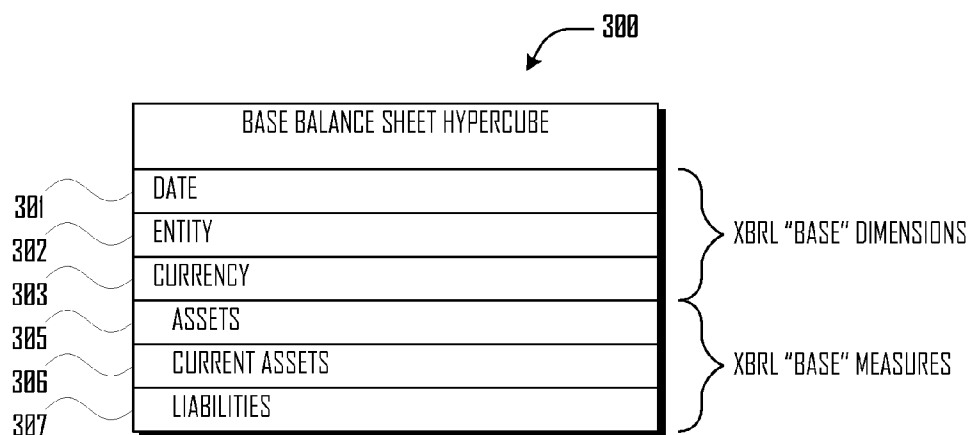 300
BASE BALANCE SHEET HYPERCUBE
301 DATE
302 ENTITY
303 CURRENCY
XBRL "BASE" DIMENSIONS
305 ASSETS
306 CURRENT ASSETS
307 LIABILITIES
XBRL "BASE" MEASURES